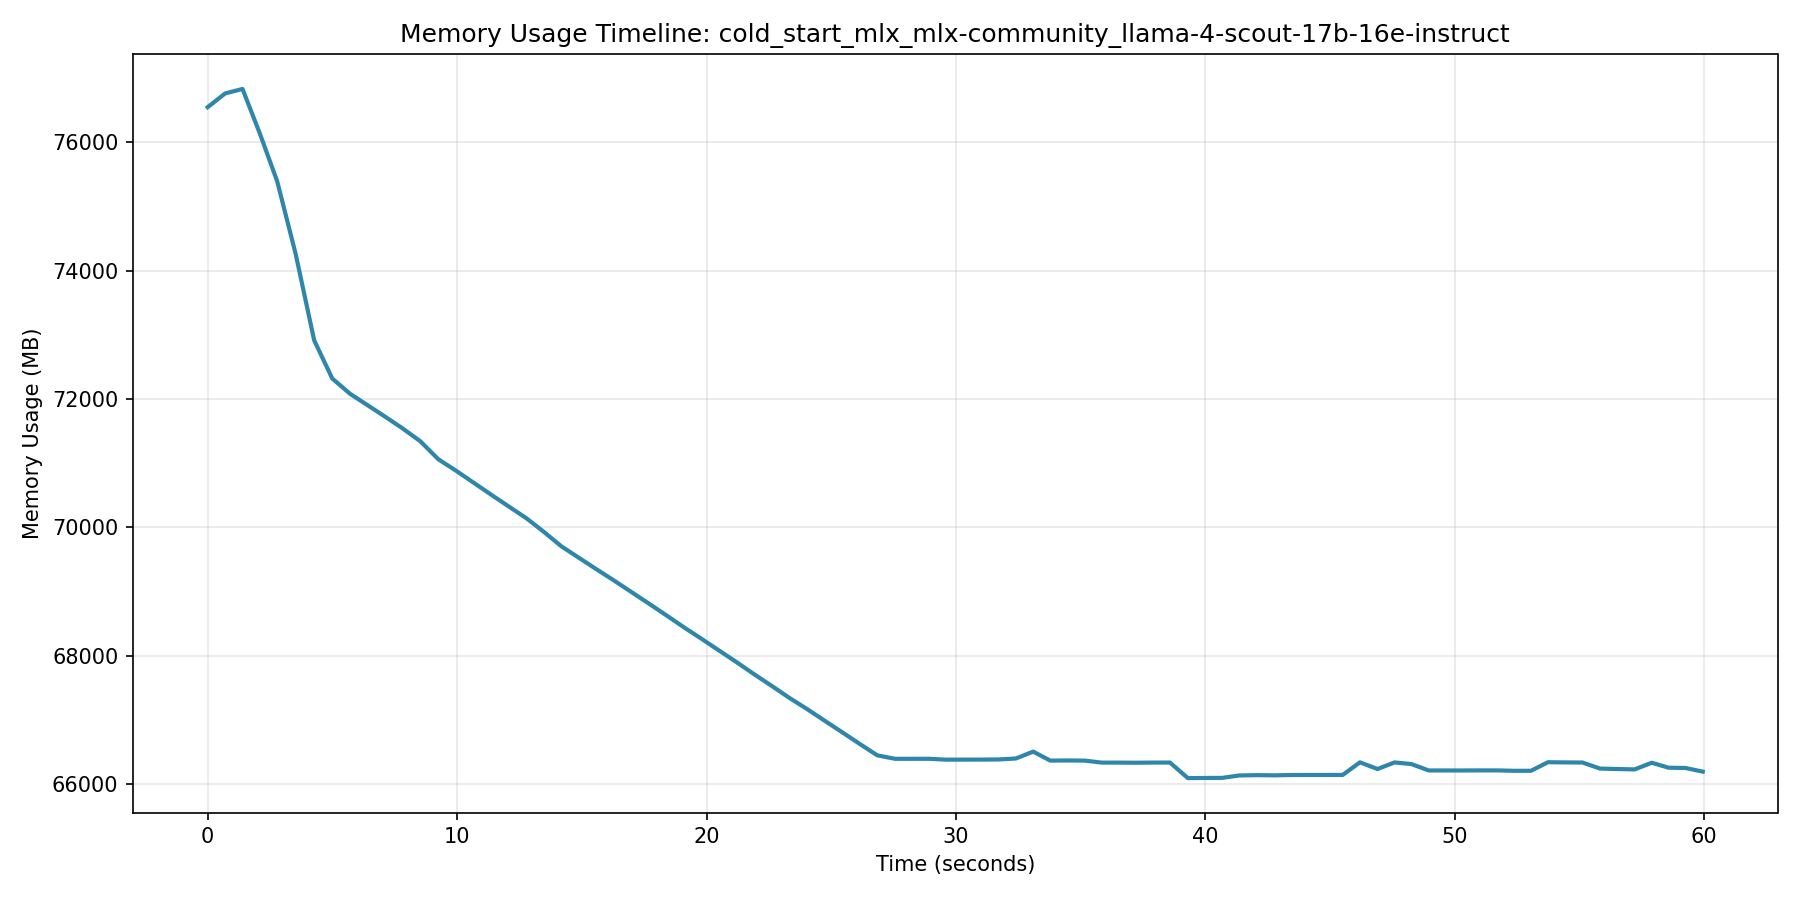 Memory Usage Timeline: cold_start_mlx_mlx-community_llama-4-scout-17b-16e-instruct
Memory Usage (MB)
76000
74000
72000
70000
68000
66000
0 10 20 30 40 50 60
Time (seconds)